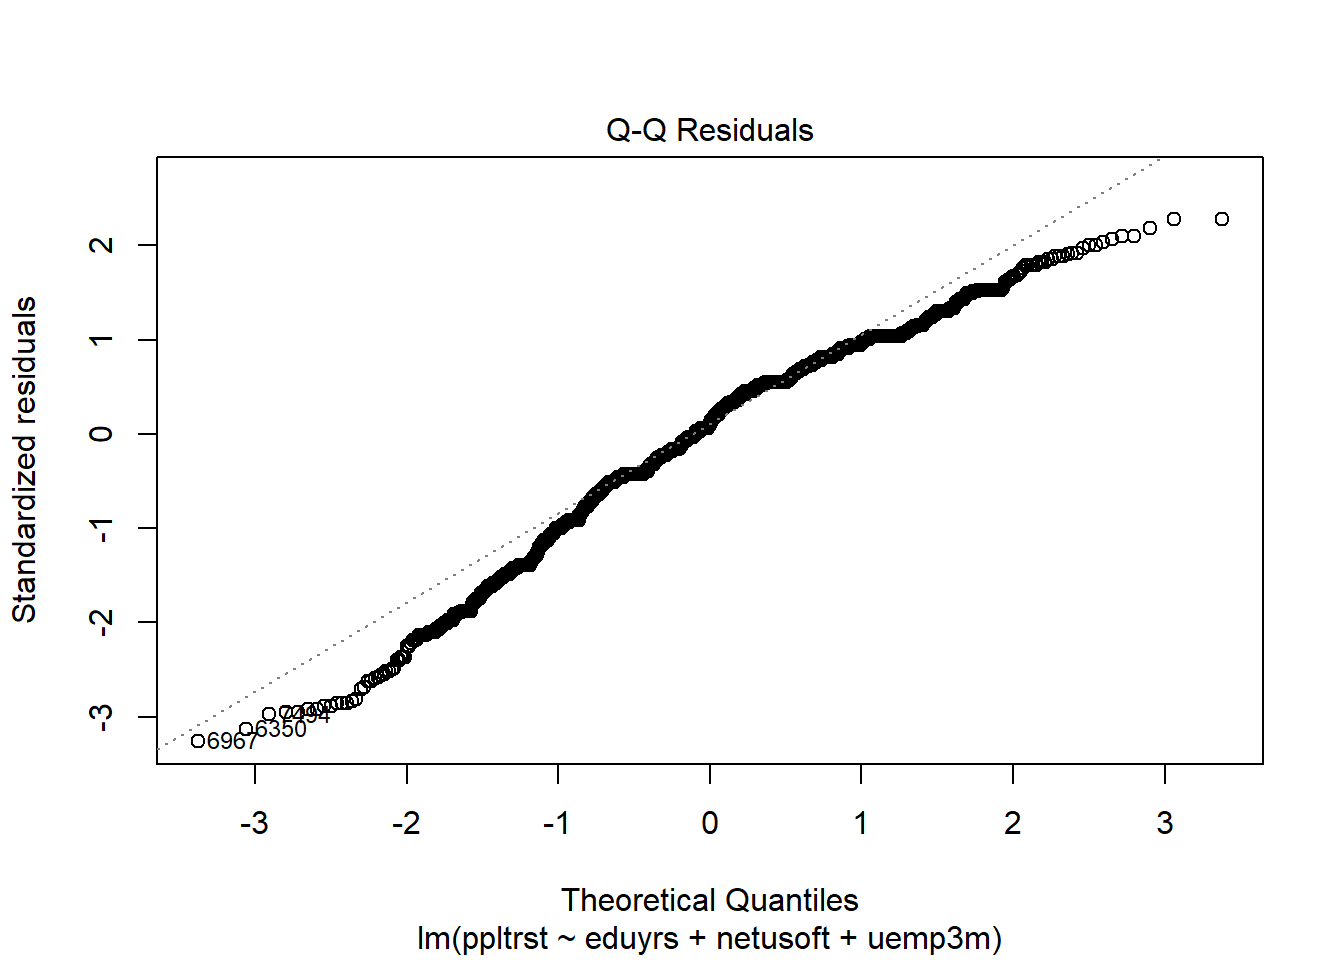 Q-Q Residuals
Standardized residuals
2
1
0
-1
-2
-3
7494
6350
6967
-3 -2 -1 0 1 2 3
Theoretical Quantiles
lm(ppltrst ~ eduyrs + netusoft + uemp3m)